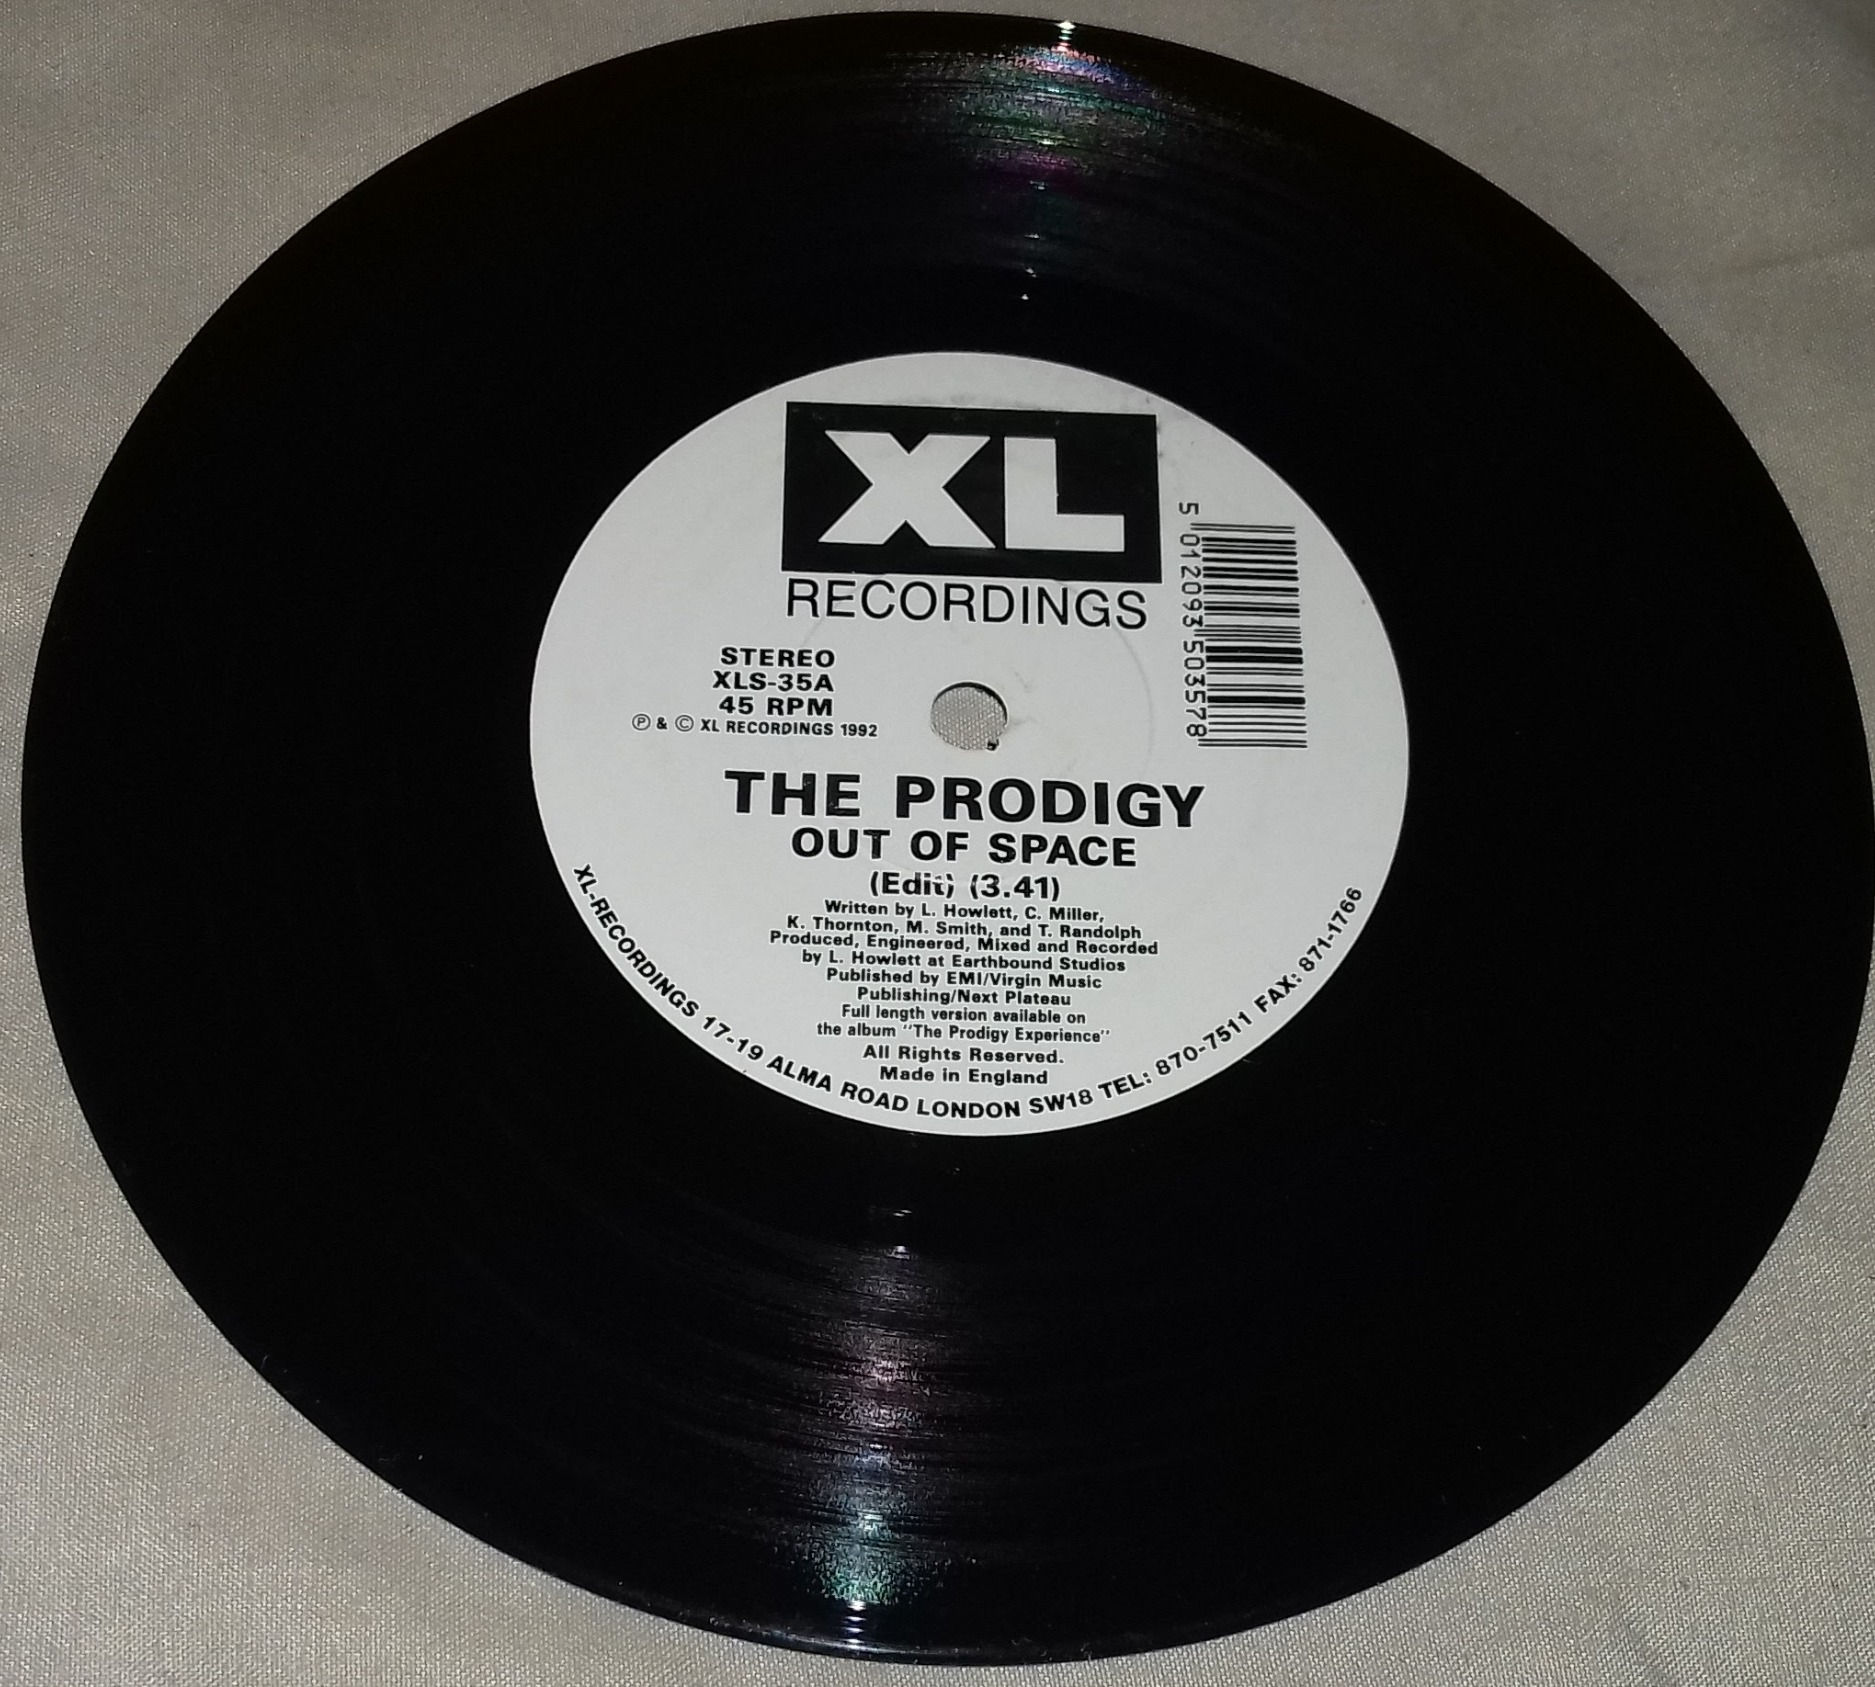 XL
RECORDINGS
5 012093 503578
STEREO
XLS-35A
45 RPM
℗ & © XL RECORDINGS 1992
THE PRODIGY
OUT OF SPACE
(Edit) (3.41)
Written by L. Howlett, C. Miller,
K. Thornton, M. Smith, and T. Randolph
Produced, Engineered, Mixed and Recorded
by L. Howlett at Earthbound Studios
Published by EMI/Virgin Music
Publishing/Next Plateau
Full length version available on
the album "The Prodigy Experience"
All Rights Reserved.
Made in England
XL-RECORDINGS 17-19 ALMA ROAD LONDON SW18 TEL: 870-7511 FAX: 871-1766